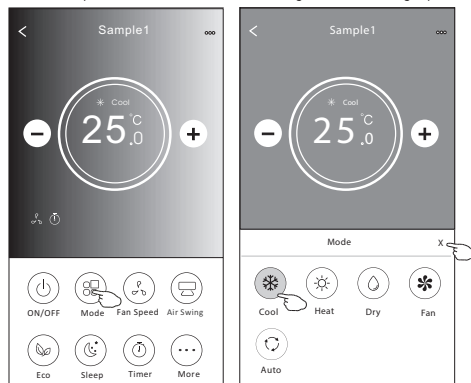 Sample1
Cool
25.0°C
ON/OFF
Mode
Fan Speed
Air Swing
Eco
Sleep
Timer
More
Sample1
Cool
25.0°C
Mode
X
Cool
Heat
Dry
Fan
Auto